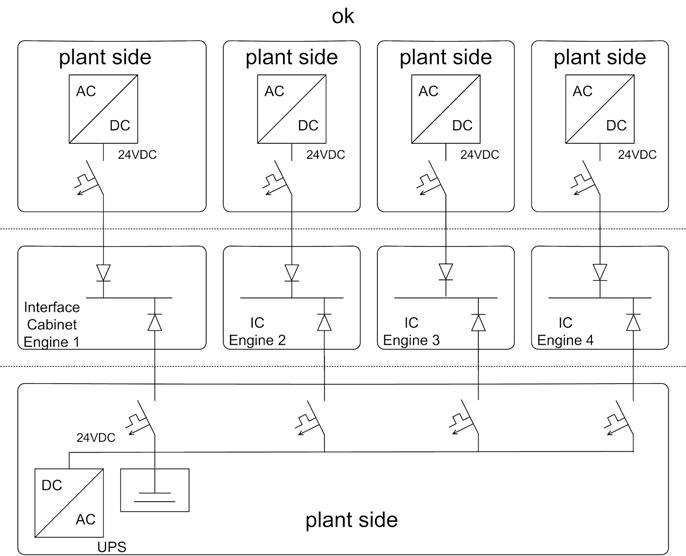 ok
plant side
plant side
plant side
plant side
AC
DC
24VDC
AC
DC
24VDC
AC
DC
24VDC
AC
DC
24VDC
Interface
Cabinet
Engine 1
IC
Engine 2
IC
Engine 3
IC
Engine 4
24VDC
DC
AC
UPS
plant side